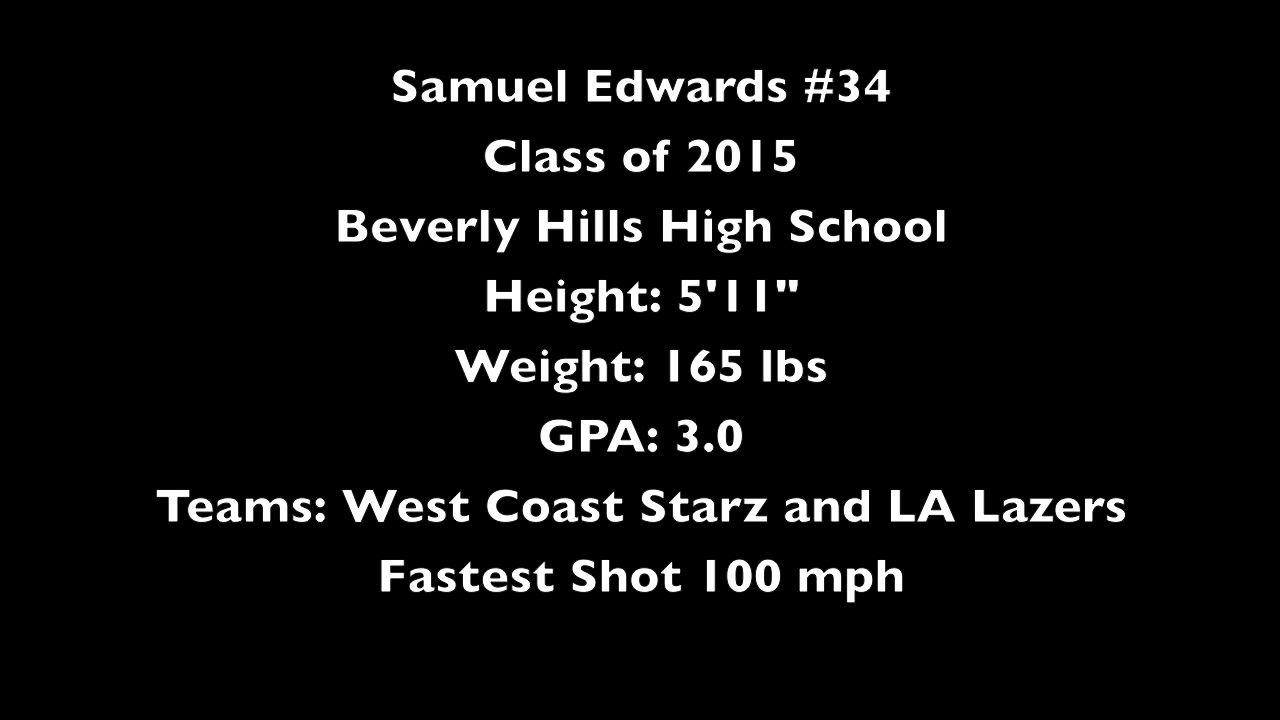 Samuel Edwards #34
Class of 2015
Beverly Hills High School
Height: 5'11"
Weight: 165 lbs
GPA: 3.0
Teams: West Coast Starz and LA Lazers
Fastest Shot 100 mph